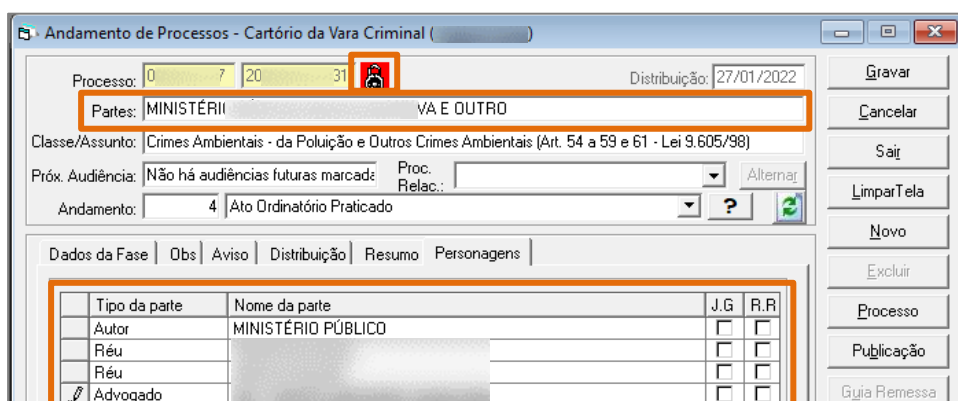 Andamento de Processos - Cartório da Vara Criminal ( )
Processo: 0 7 20 31 Distribuição: 27/01/2022
Partes: E OUTRO
Classe/Assunto: Crimes Ambientais - da Poluição e Outros Crimes Ambientais (Art. 54 a 59 e 61 - Lei 9.605/98)
Próx. Audiência: Não há audiências futuras marcada Proc. Relac.: Alternar
Andamento: 4 Ato Ordinatório Praticado ?
Dados da Fase Obs Aviso Distribuição Resumo Personagens
Tipo da parte Nome da parte J.G R.R
Autor MINISTÉRIO PÚBLICO
Réu
Réu
Advogado
Gravar
Cancelar
Sair
LimparTela
Novo
Excluir
Processo
Publicação
Guia Remessa